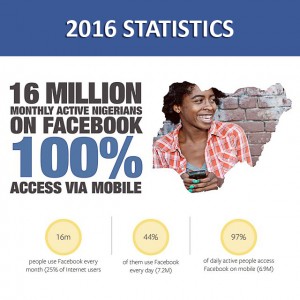 2016 STATISTICS
16 MILLION
MONTHLY ACTIVE NIGERIANS
ON FACEBOOK
100%
ACCESS VIA MOBILE
16m
people use Facebook every
month (25% of Internet users
44%
of them use Facebook
every day (7.2M)
97%
of daily active people access
Facebook on mobile (6.9M)